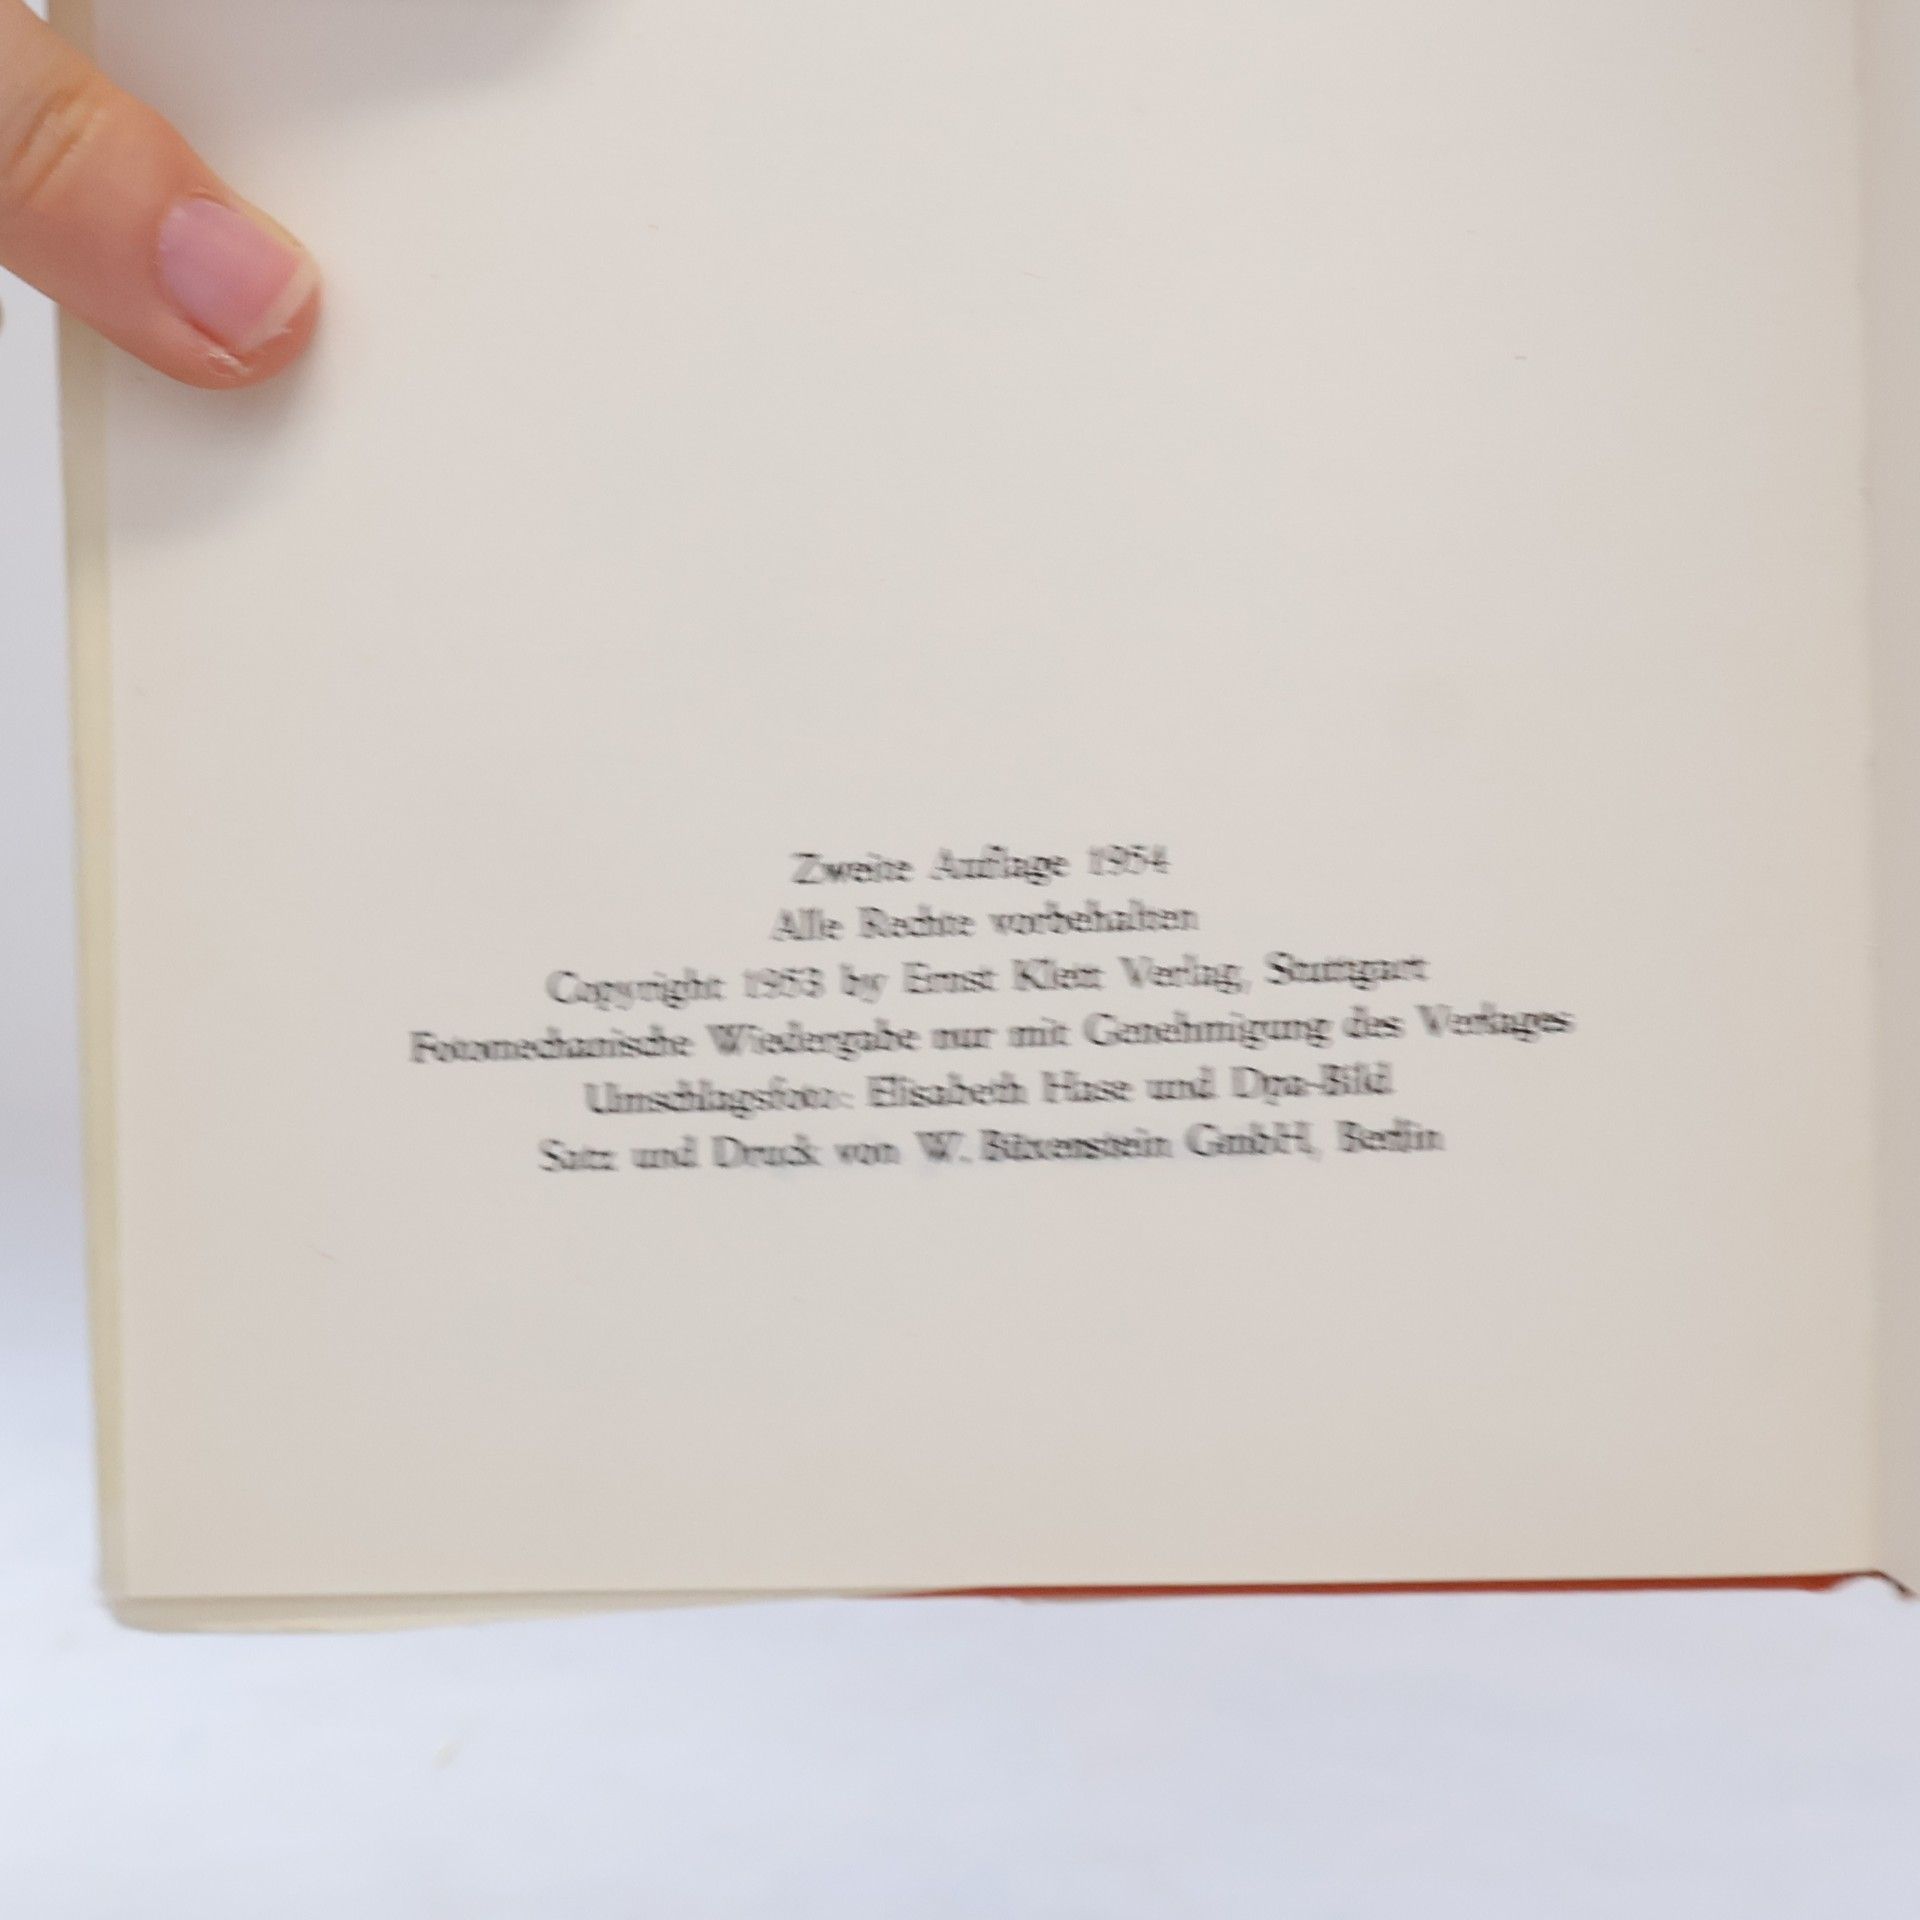 Zweite Auflage 1954
Alle Rechte vorbehalten
Copyright 1953 by Ernst Klett Verlag, Stuttgart
Fotomechanische Wiedergabe nur mit Genehmigung des Verlages
Umschlagsfoto: Elisabeth Hase und Dpa-Bild
Satz und Druck von W. Büxenstein GmbH, Berlin